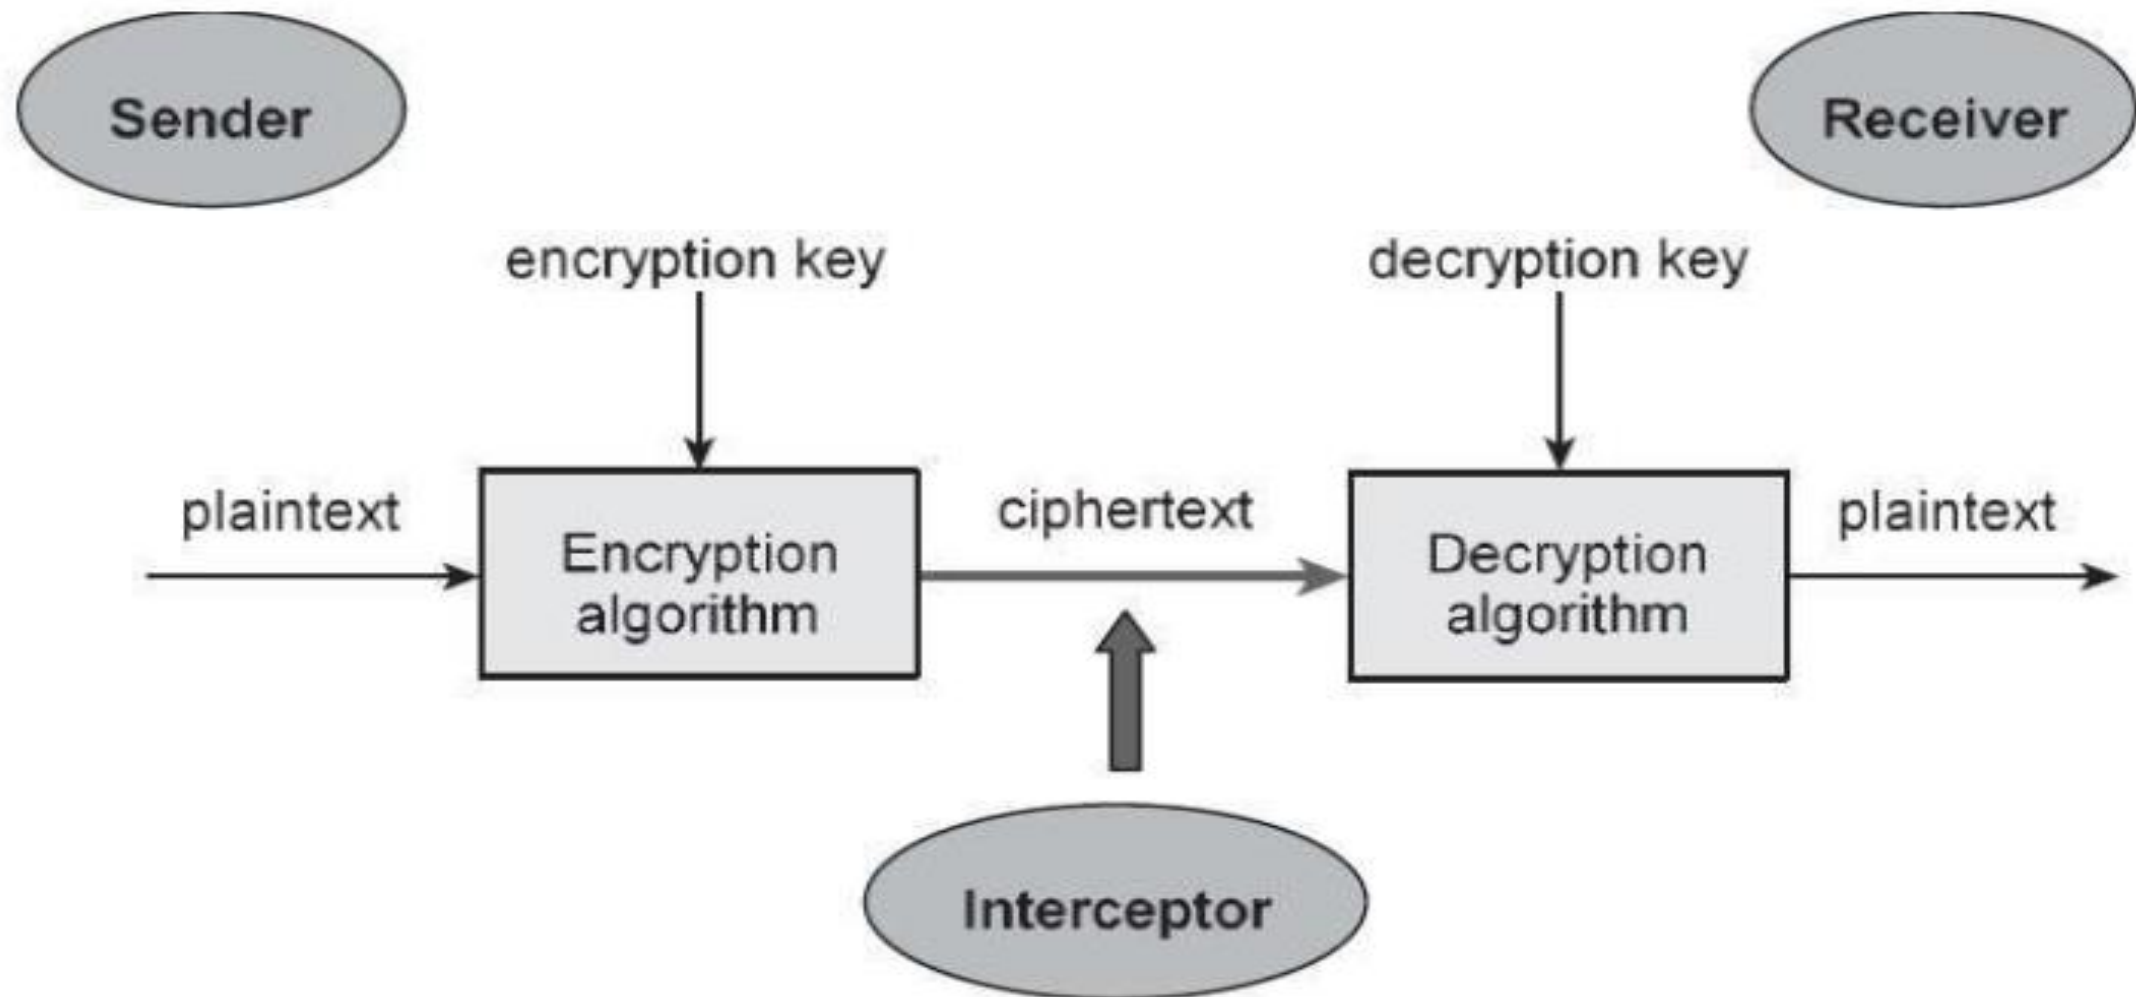 Sender
Receiver
encryption key
decryption key
plaintext
Encryption
algorithm
ciphertext
Decryption
algorithm
plaintext
Interceptor